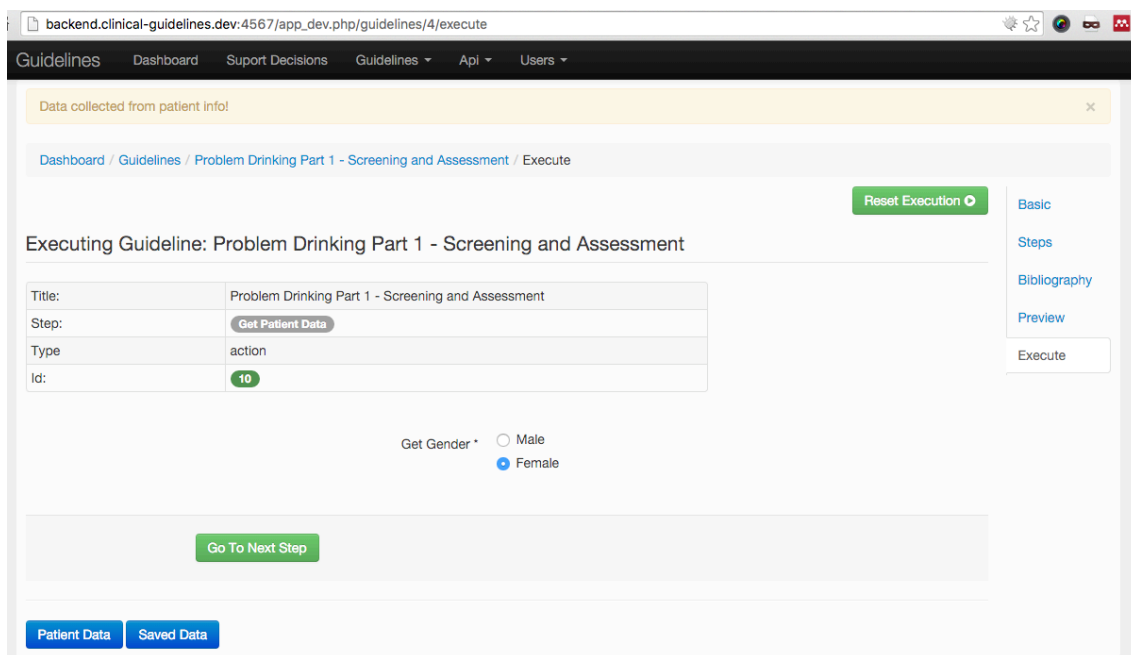 backend.clinical-guidelines.dev:4567/app_dev.php/guidelines/4/execute
Guidelines Dashboard Suport Decisions Guidelines Api Users
Data collected from patient info! ×
Dashboard / Guidelines / Problem Drinking Part 1 - Screening and Assessment / Execute
Reset Execution
Basic
Executing Guideline: Problem Drinking Part 1 - Screening and Assessment
Steps
Bibliography
Title: Problem Drinking Part 1 - Screening and Assessment
Preview
Step: Get Patient Data
Type action
Execute
Id: 10
Get Gender * Male
Female
Go To Next Step
Patient Data Saved Data